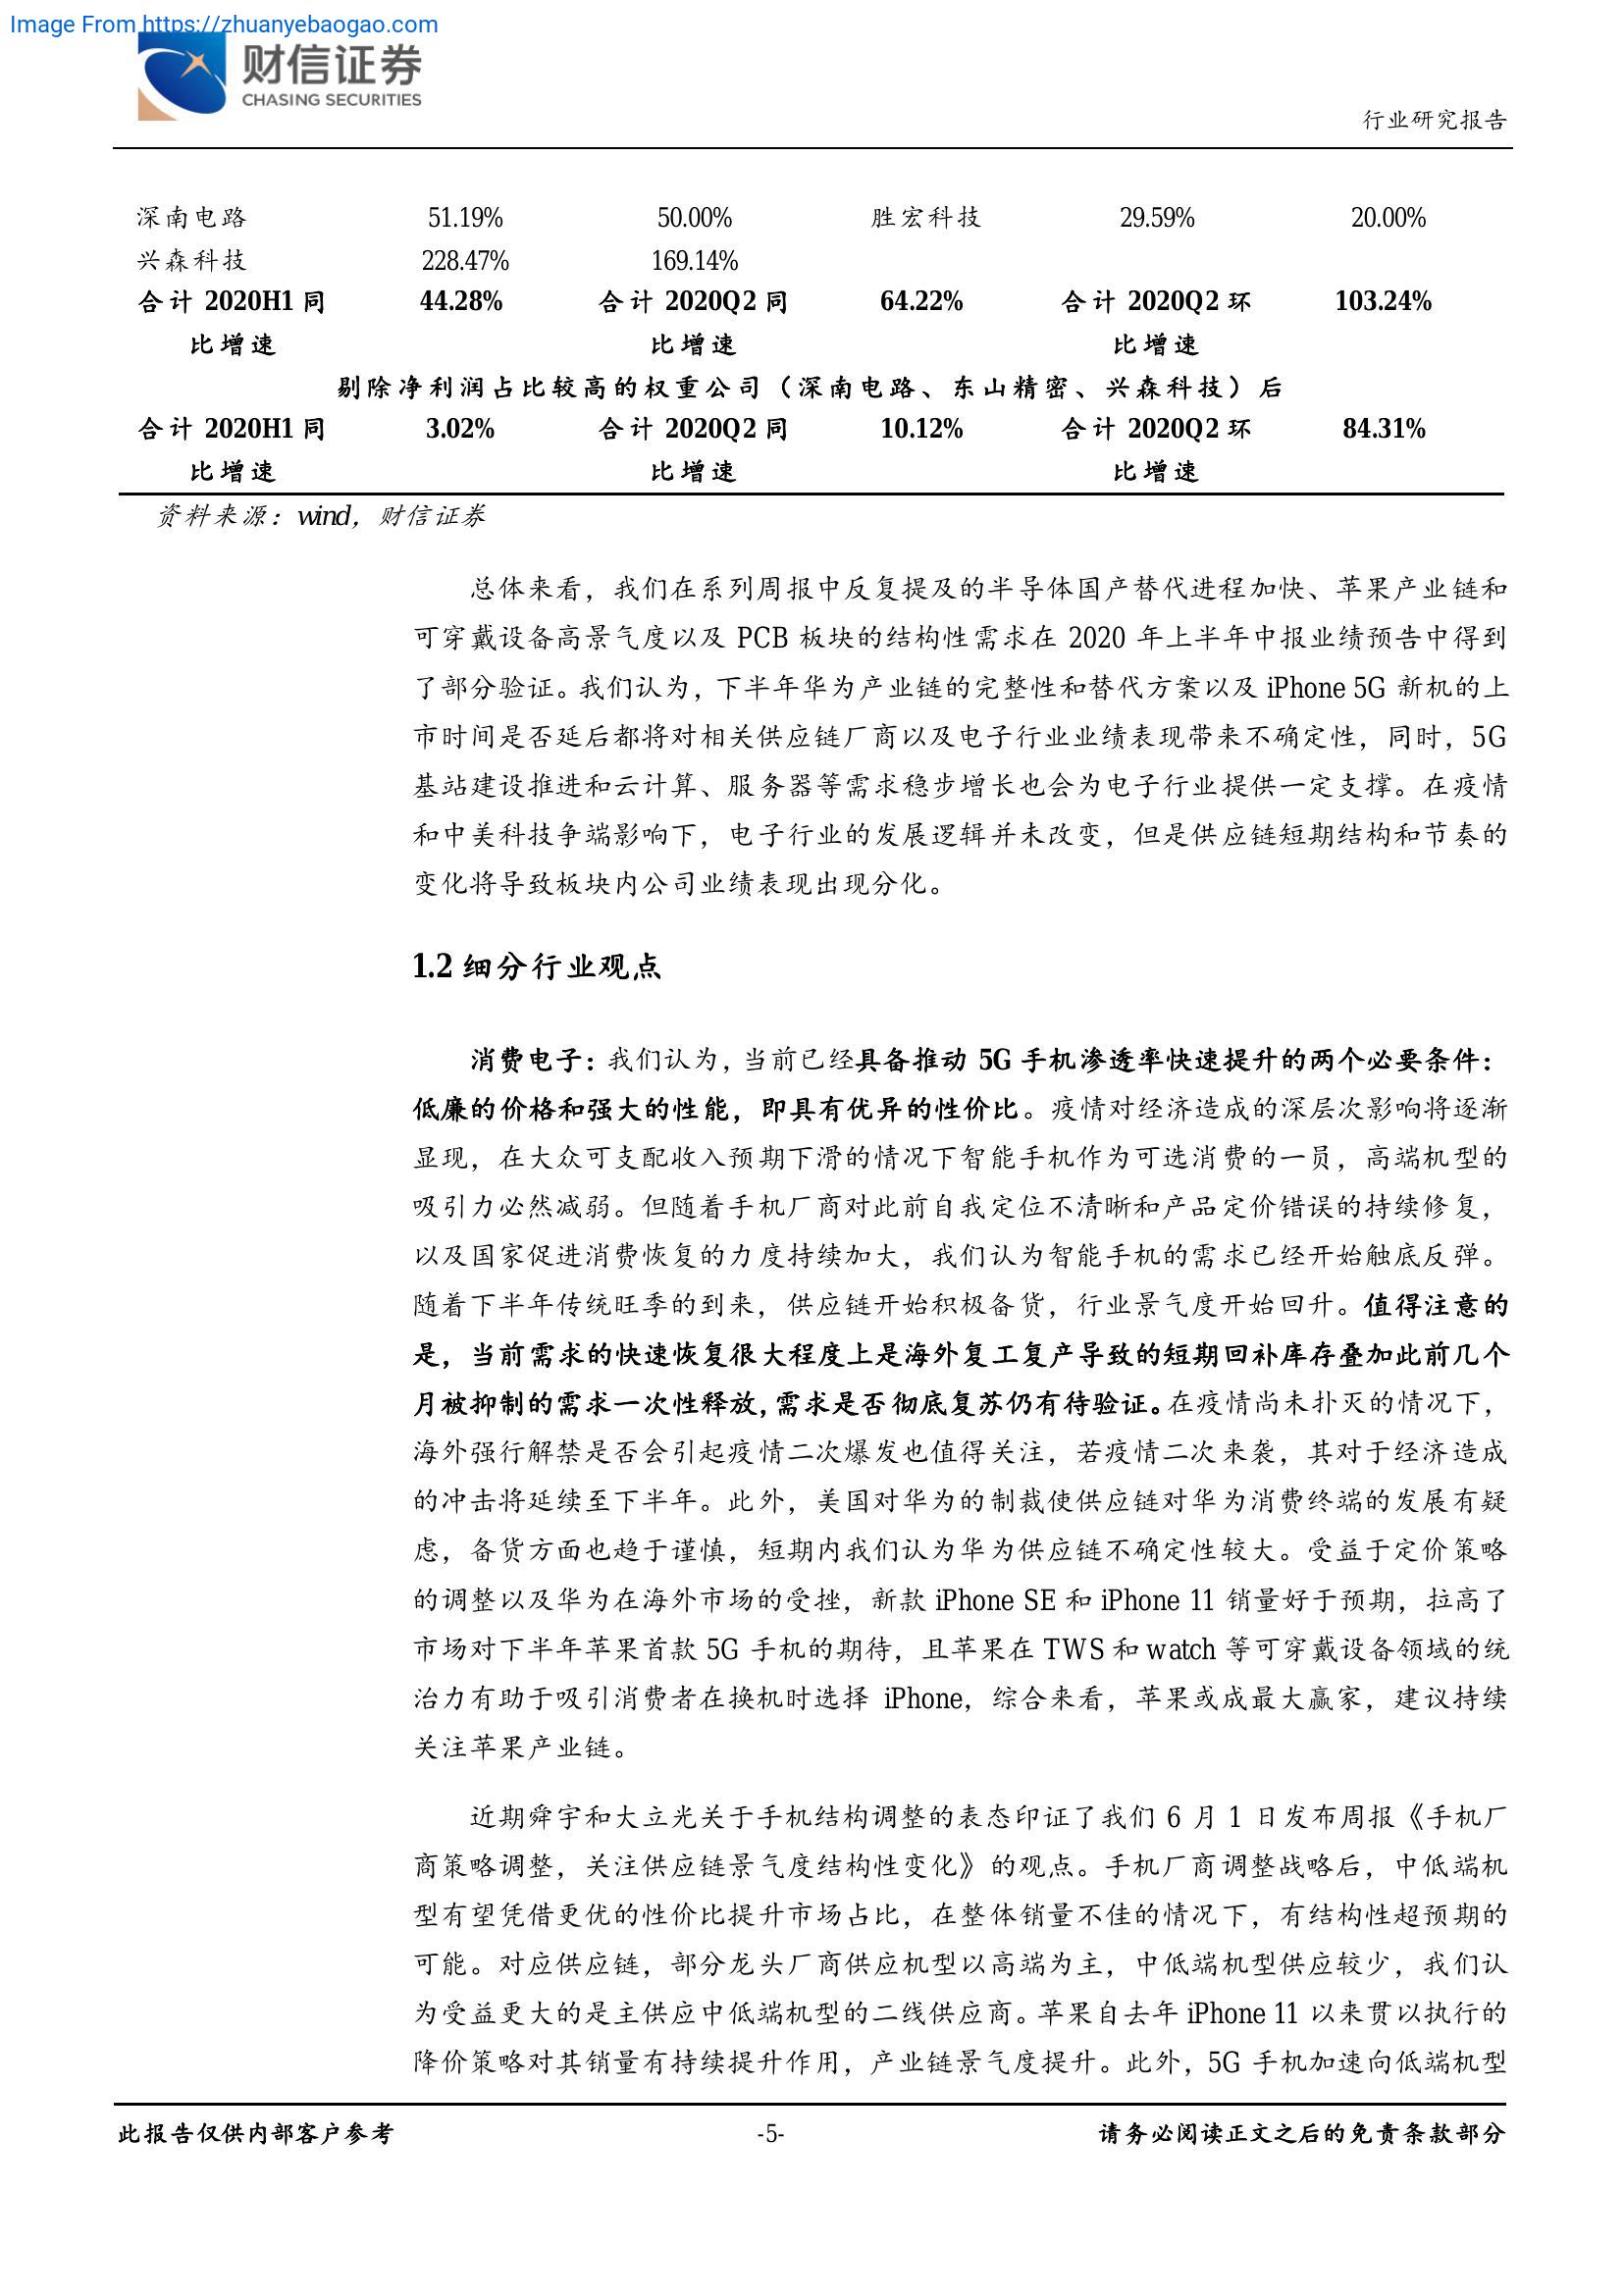 Image From https://zhuanyebaogao.com
财信证券
CHASING SECURITIES
行业研究报告
深南电路 51.19% 50.00% 胜宏科技 29.59% 20.00%
兴森科技 228.47% 169.14%
合计 2020H1 同 44.28% 合计 2020Q2 同 64.22% 合计 2020Q2 环 103.24%
比增速 比增速 比增速
剔除净利润占比较高的权重公司（深南电路、东山精密、兴森科技）后
合计 2020H1 同 3.02% 合计 2020Q2 同 10.12% 合计 2020Q2 环 84.31%
比增速 比增速 比增速
资料来源：wind，财信证券
总体来看，我们在系列周报中反复提及的半导体国产替代进程加快、苹果产业链和
可穿戴设备高景气度以及 PCB 板块的结构性需求在 2020 年上半年中报业绩预告中得到
了部分验证。我们认为，下半年华为产业链的完整性和替代方案以及 iPhone 5G 新机的上
市时间是否延后都将对相关供应链厂商以及电子行业业绩表现带来不确定性，同时，5G
基站建设推进和云计算、服务器等需求稳步增长也会为电子行业提供一定支撑。在疫情
和中美科技争端影响下，电子行业的发展逻辑并未改变，但是供应链短期结构和节奏的
变化将导致板块内公司业绩表现出现分化。
1.2 细分行业观点
消费电子：我们认为，当前已经具备推动 5G 手机渗透率快速提升的两个必要条件：
低廉的价格和强大的性能，即具有优异的性价比。疫情对经济造成的深层次影响将逐渐
显现，在大众可支配收入预期下滑的情况下智能手机作为可选消费的一员，高端机型的
吸引力必然减弱。但随着手机厂商对此前自我定位不清晰和产品定价错误的持续修复，
以及国家促进消费恢复的力度持续加大，我们认为智能手机的需求已经开始触底反弹。
随着下半年传统旺季的到来，供应链开始积极备货，行业景气度开始回升。值得注意的
是，当前需求的快速恢复很大程度上是海外复工复产导致的短期回补库存叠加此前几个
月被抑制的需求一次性释放，需求是否彻底复苏仍有待验证。在疫情尚未扑灭的情况下，
海外强行解禁是否会引起疫情二次爆发也值得关注，若疫情二次来袭，其对于经济造成
的冲击将延续至下半年。此外，美国对华为的制裁使供应链对华为消费终端的发展有疑
虑，备货方面也趋于谨慎，短期内我们认为华为供应链不确定性较大。受益于定价策略
的调整以及华为在海外市场的受挫，新款 iPhone SE 和 iPhone 11 销量好于预期，拉高了
市场对下半年苹果首款 5G 手机的期待，且苹果在 TWS 和 watch 等可穿戴设备领域的统
治力有助于吸引消费者在换机时选择 iPhone，综合来看，苹果或成最大赢家，建议持续
关注苹果产业链。
近期舜宇和大立光关于手机结构调整的表态印证了我们 6 月 1 日发布周报《手机厂
商策略调整，关注供应链景气度结构性变化》的观点。手机厂商调整战略后，中低端机
型有望凭借更优的性价比提升市场占比，在整体销量不佳的情况下，有结构性超预期的
可能。对应供应链，部分龙头厂商供应机型以高端为主，中低端机型供应较少，我们认
为受益更大的是主供应中低端机型的二线供应商。苹果自去年 iPhone 11 以来贯以执行的
降价策略对其销量有持续提升作用，产业链景气度提升。此外，5G 手机加速向低端机型
此报告仅供内部客户参考 -5- 请务必阅读正文之后的免责条款部分